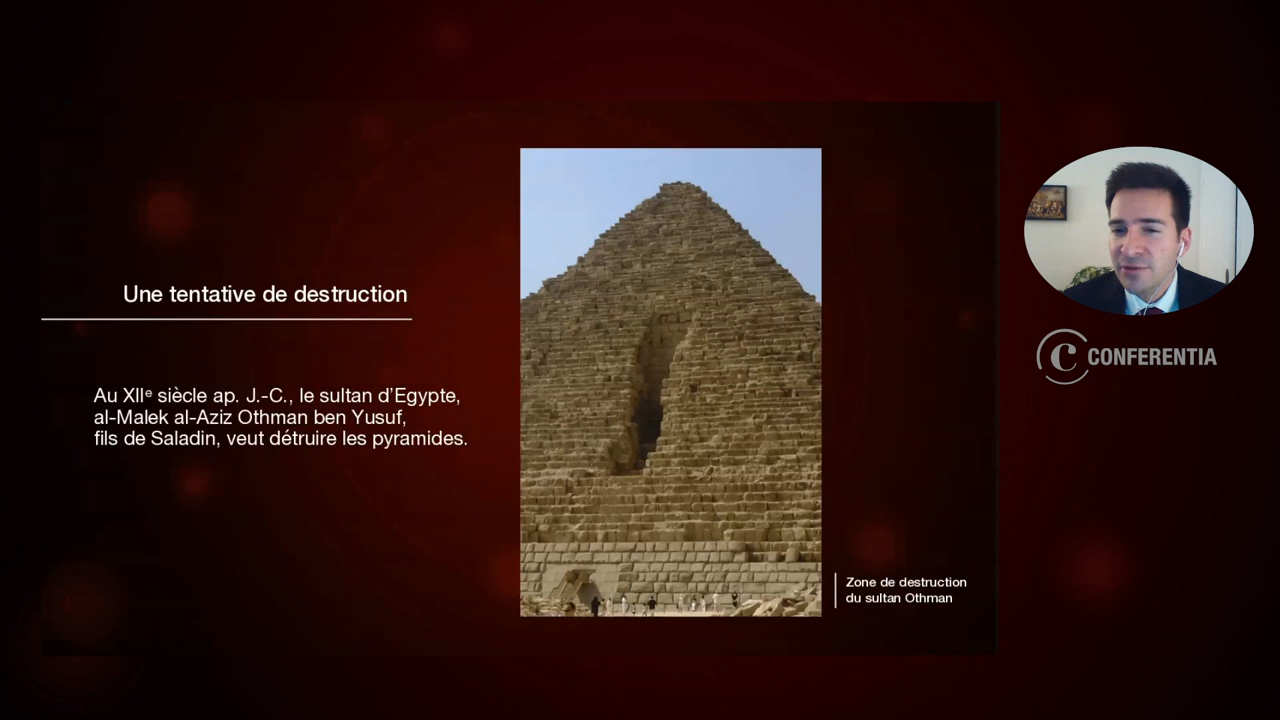 Une tentative de destruction
Au XIIᵉ siècle ap. J.-C., le sultan d'Egypte,
al-Malek al-Aziz Othman ben Yusuf,
fils de Saladin, veut détruire les pyramides.
Zone de destruction
du sultan Othman
C CONFERENTIA